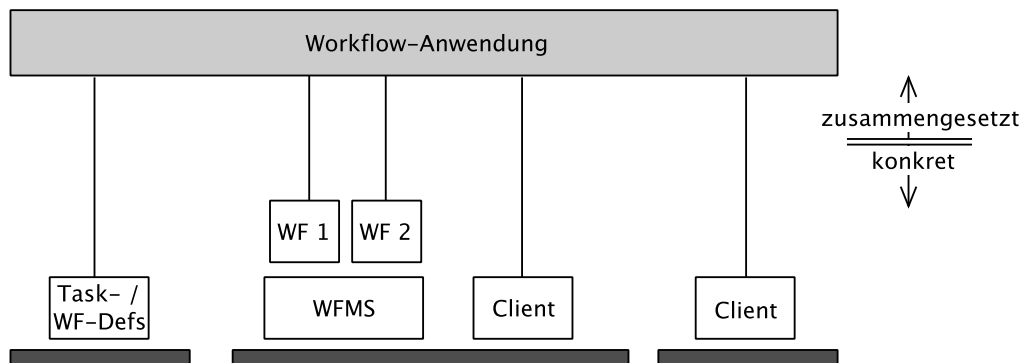 Workflow-Anwendung
zusammengesetzt
konkret
WF 1
WF 2
Task- /
WF-Defs
WFMS
Client
Client